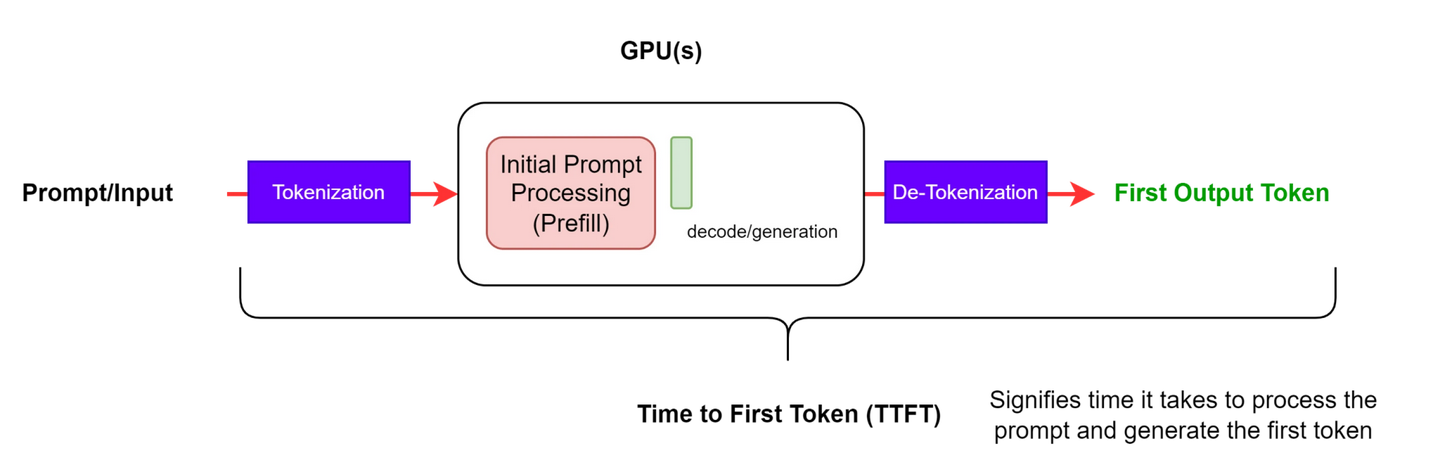 GPU(s)
Prompt/Input
Tokenization
Initial Prompt
Processing
(Prefill)
decode/generation
De-Tokenization
First Output Token
Time to First Token (TTFT)
Signifies time it takes to process the
prompt and generate the first token